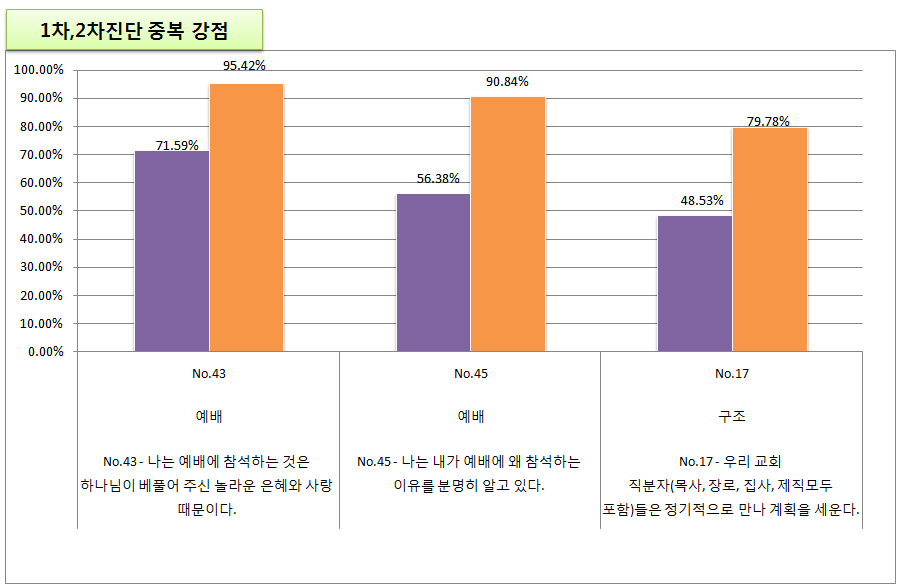 1차,2차진단 중복 강점
100.00%
90.00%
80.00%
70.00%
60.00%
50.00%
40.00%
30.00%
20.00%
10.00%
0.00%
71.59%
95.42%
56.38%
90.84%
48.53%
79.78%
No.43
예배
No.43 - 나는 예배에 참석하는 것은
하나님이 베풀어 주신 놀라운 은혜와 사랑
때문이다.
No.45
예배
No.45 - 나는 내가 예배에 왜 참석하는
이유를 분명히 알고 있다.
No.17
구조
No.17 - 우리 교회
직분자(목사, 장로, 집사, 제직모두
포함)들은 정기적으로 만나 계획을 세운다.